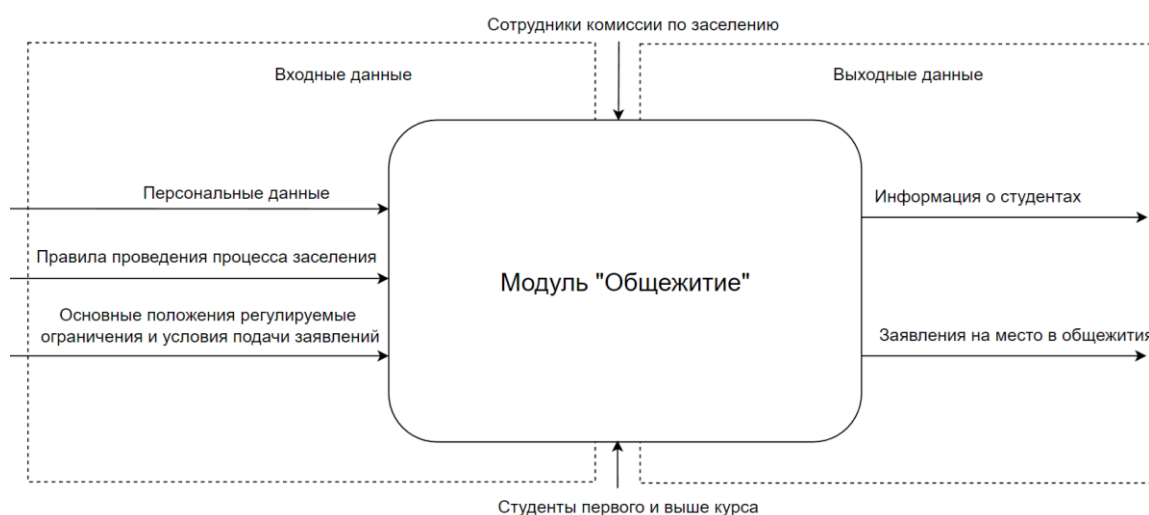 Сотрудники комиссии по заселению
Входные данные
Выходные данные
Персональные данные
Информация о студентах
Правила проведения процесса заселения
Модуль "Общежитие"
Основные положения регулируемые
ограничения и условия подачи заявлений
Заявления на место в общежития
Студенты первого и выше курса